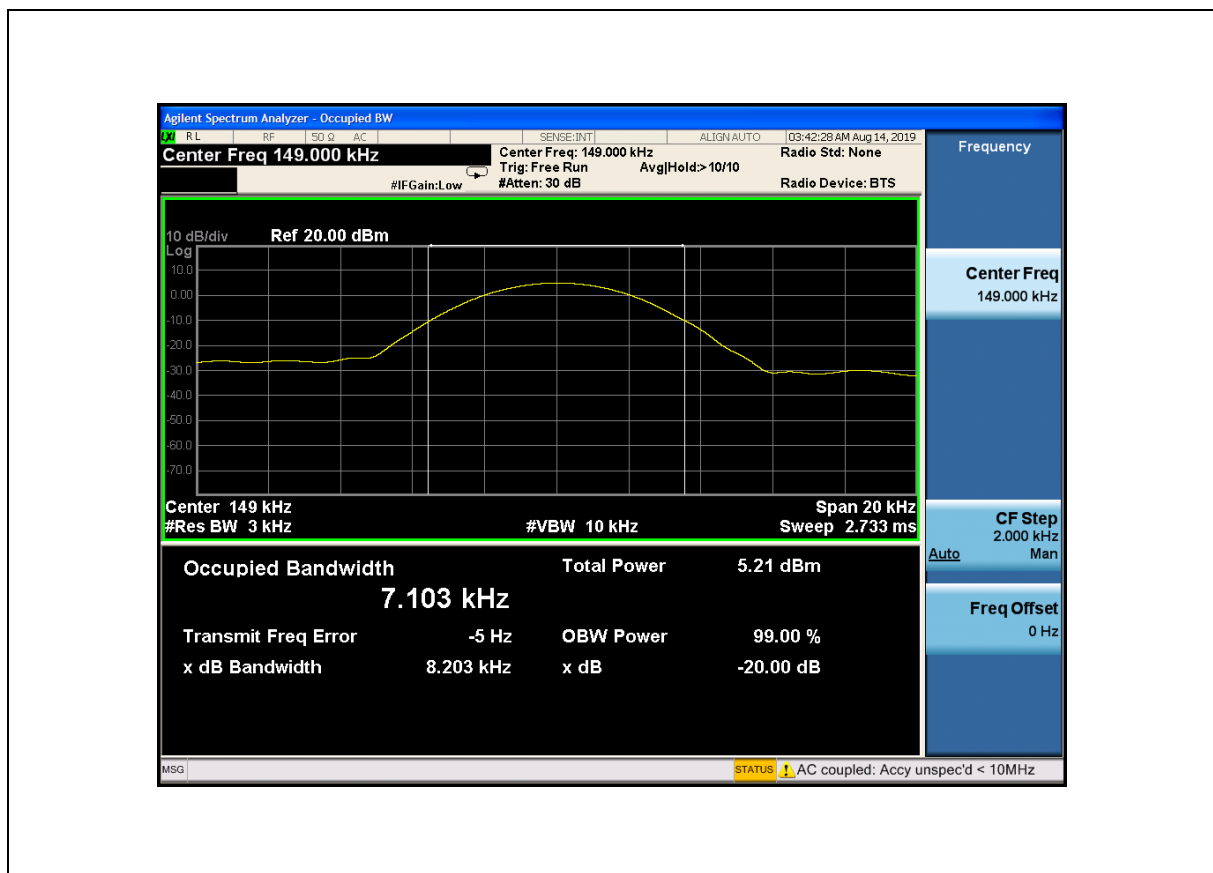 Agilent Spectrum Analyzer - Occupied BW
LXI RL RF 50 Ω AC SENSE:INT ALIGN AUTO 03:42:28 AM Aug 14, 2019
Center Freq 149.000 kHz
Center Freq: 149.000 kHz Radio Std: None
Trig: Free Run Avg|Hold:>10/10
#IFGain:Low #Atten: 30 dB Radio Device: BTS
10 dB/div Ref 20.00 dBm
Log
10.0
0.00
-10.0
-20.0
-30.0
-40.0
-50.0
-60.0
-70.0
Center 149 kHz Span 20 kHz
#Res BW 3 kHz #VBW 10 kHz Sweep 2.733 ms
Occupied Bandwidth Total Power 5.21 dBm
7.103 kHz
Transmit Freq Error -5 Hz OBW Power 99.00 %
x dB Bandwidth 8.203 kHz x dB -20.00 dB
Frequency
Center Freq
149.000 kHz
CF Step
2.000 kHz
Auto Man
Freq Offset
0 Hz
MSG STATUS AC coupled: Accy unspec'd < 10MHz